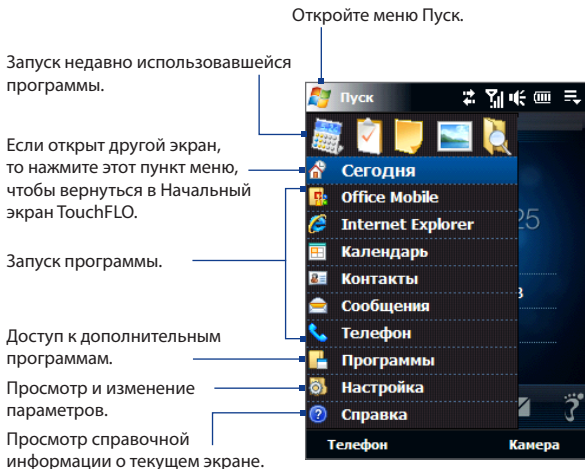 Откройте меню Пуск.
Запуск недавно использовавшейся
программы.
Если открыт другой экран,
то нажмите этот пункт меню,
чтобы вернуться в Начальный
экран TouchFLO.
Запуск программы.
Доступ к дополнительным
программам.
Просмотр и изменение
параметров.
Просмотр справочной
информации о текущем экране.
Пуск
Сегодня
Office Mobile
Internet Explorer
Календарь
Контакты
Сообщения
Телефон
Программы
Настройка
Справка
25
в
Телефон
Камера